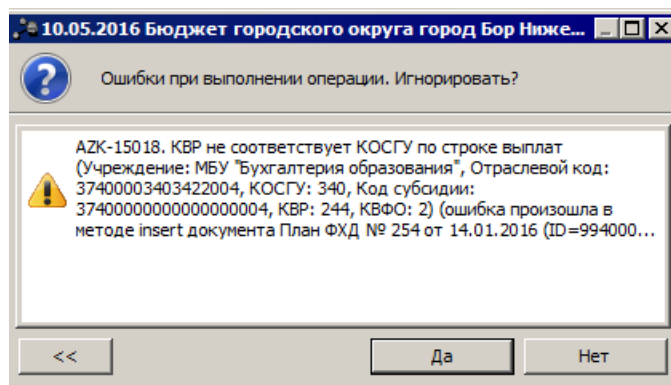 10.05.2016 Бюджет городского округа город Бор Ниже...
Ошибки при выполнении операции. Игнорировать?
AZK-15018. КВР не соответствует КОСГУ по строке выплат
(Учреждение: МБУ "Бухгалтерия образования", Отраслевой код:
37400003403422004, КОСГУ: 340, Код субсидии:
37400000000000000004, КВР: 244, КВФО: 2) (ошибка произошла в
методе insert документа План ФХД № 254 от 14.01.2016 (ID=994000...
<<
Да
Нет